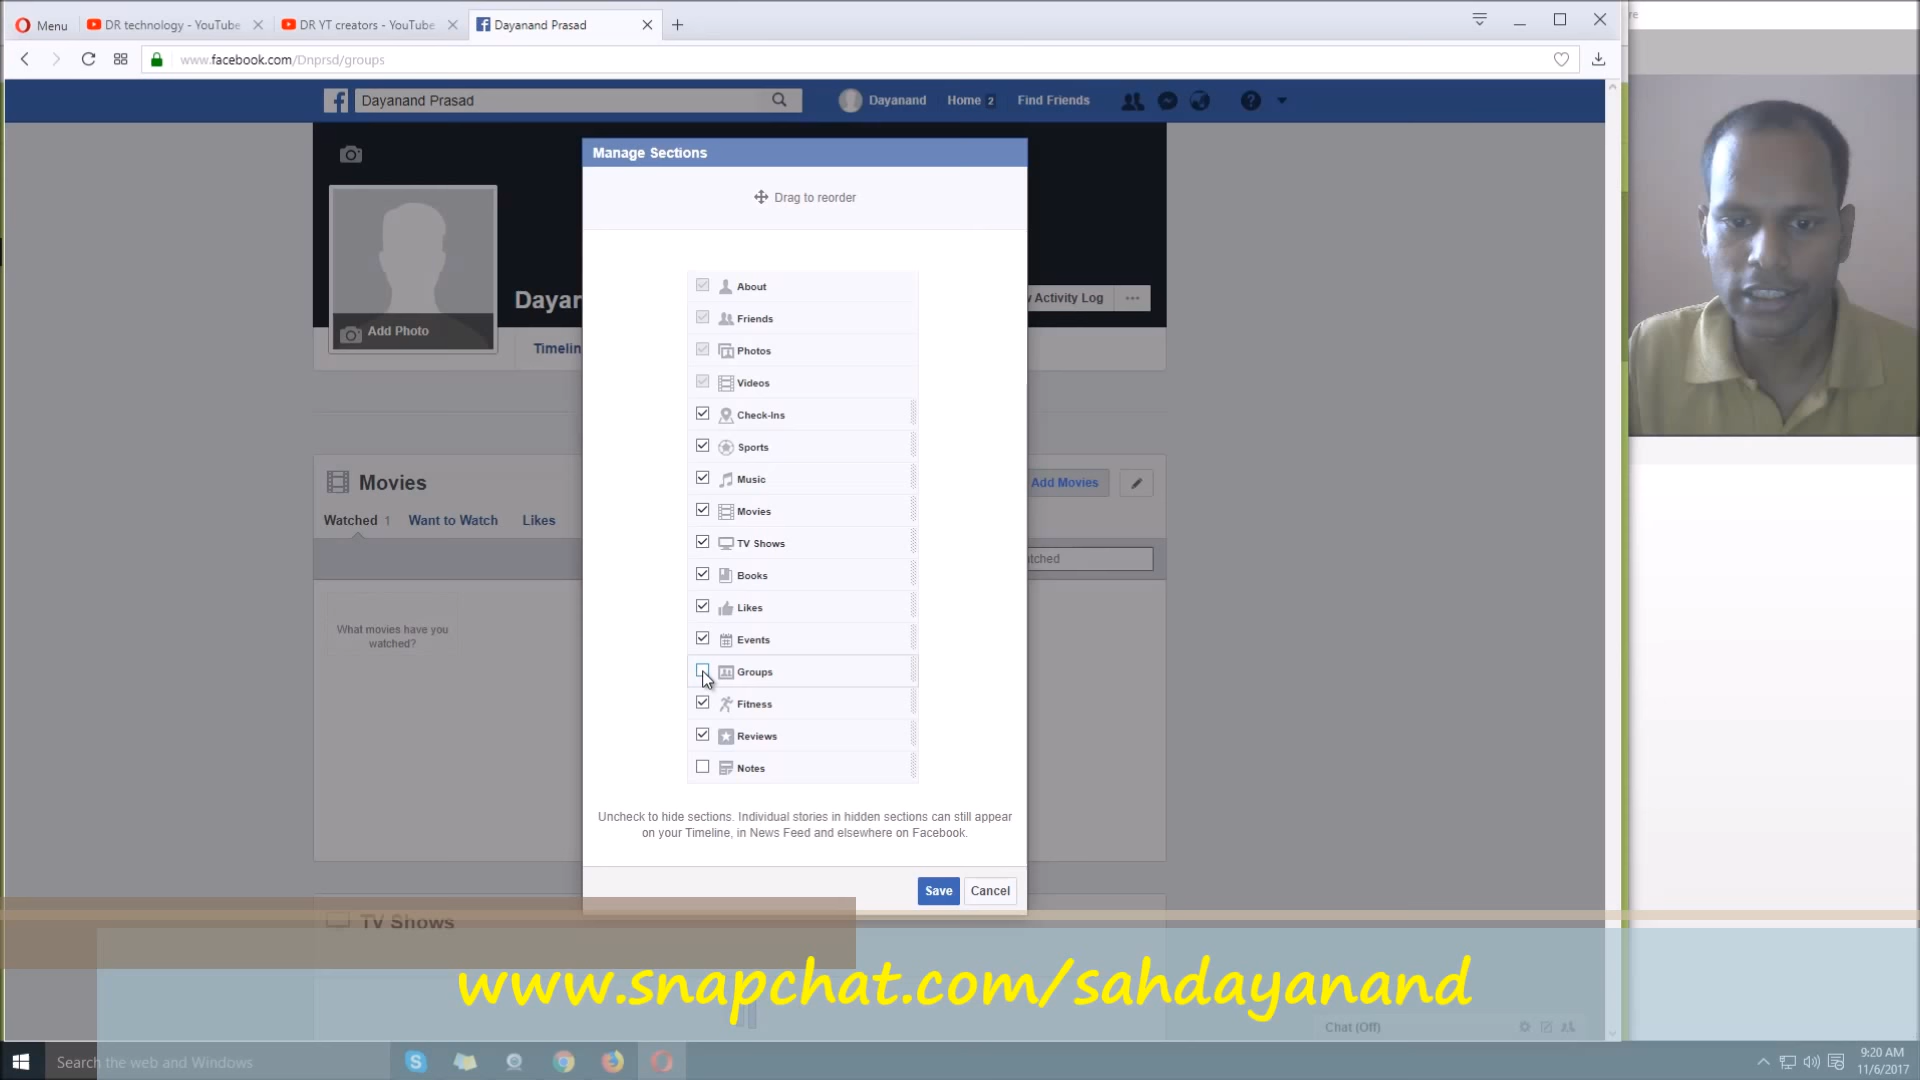 Menu
DR technology - YouTube
DR YT creators - YouTube
Dayanand Prasad
www.facebook.com/Dnprsd/groups
Dayanand Prasad
Dayanand
Home 2
Find Friends
Manage Sections
Drag to reorder
About
Friends
Photos
Videos
Check-Ins
Sports
Music
Movies
TV Shows
Books
Likes
Events
Groups
Fitness
Reviews
Notes
Uncheck to hide sections. Individual stories in hidden sections can still appear
on your Timeline, in News Feed and elsewhere on Facebook.
Save
Cancel
Activity Log
Add Photo
Movies
Add Movies
Watched 1
Want to Watch
Likes
What movies have you
watched?
TV Shows
www.snapchat.com/sahdayanand
Chat (Off)
Search the web and Windows
9:20 AM
11/6/2017